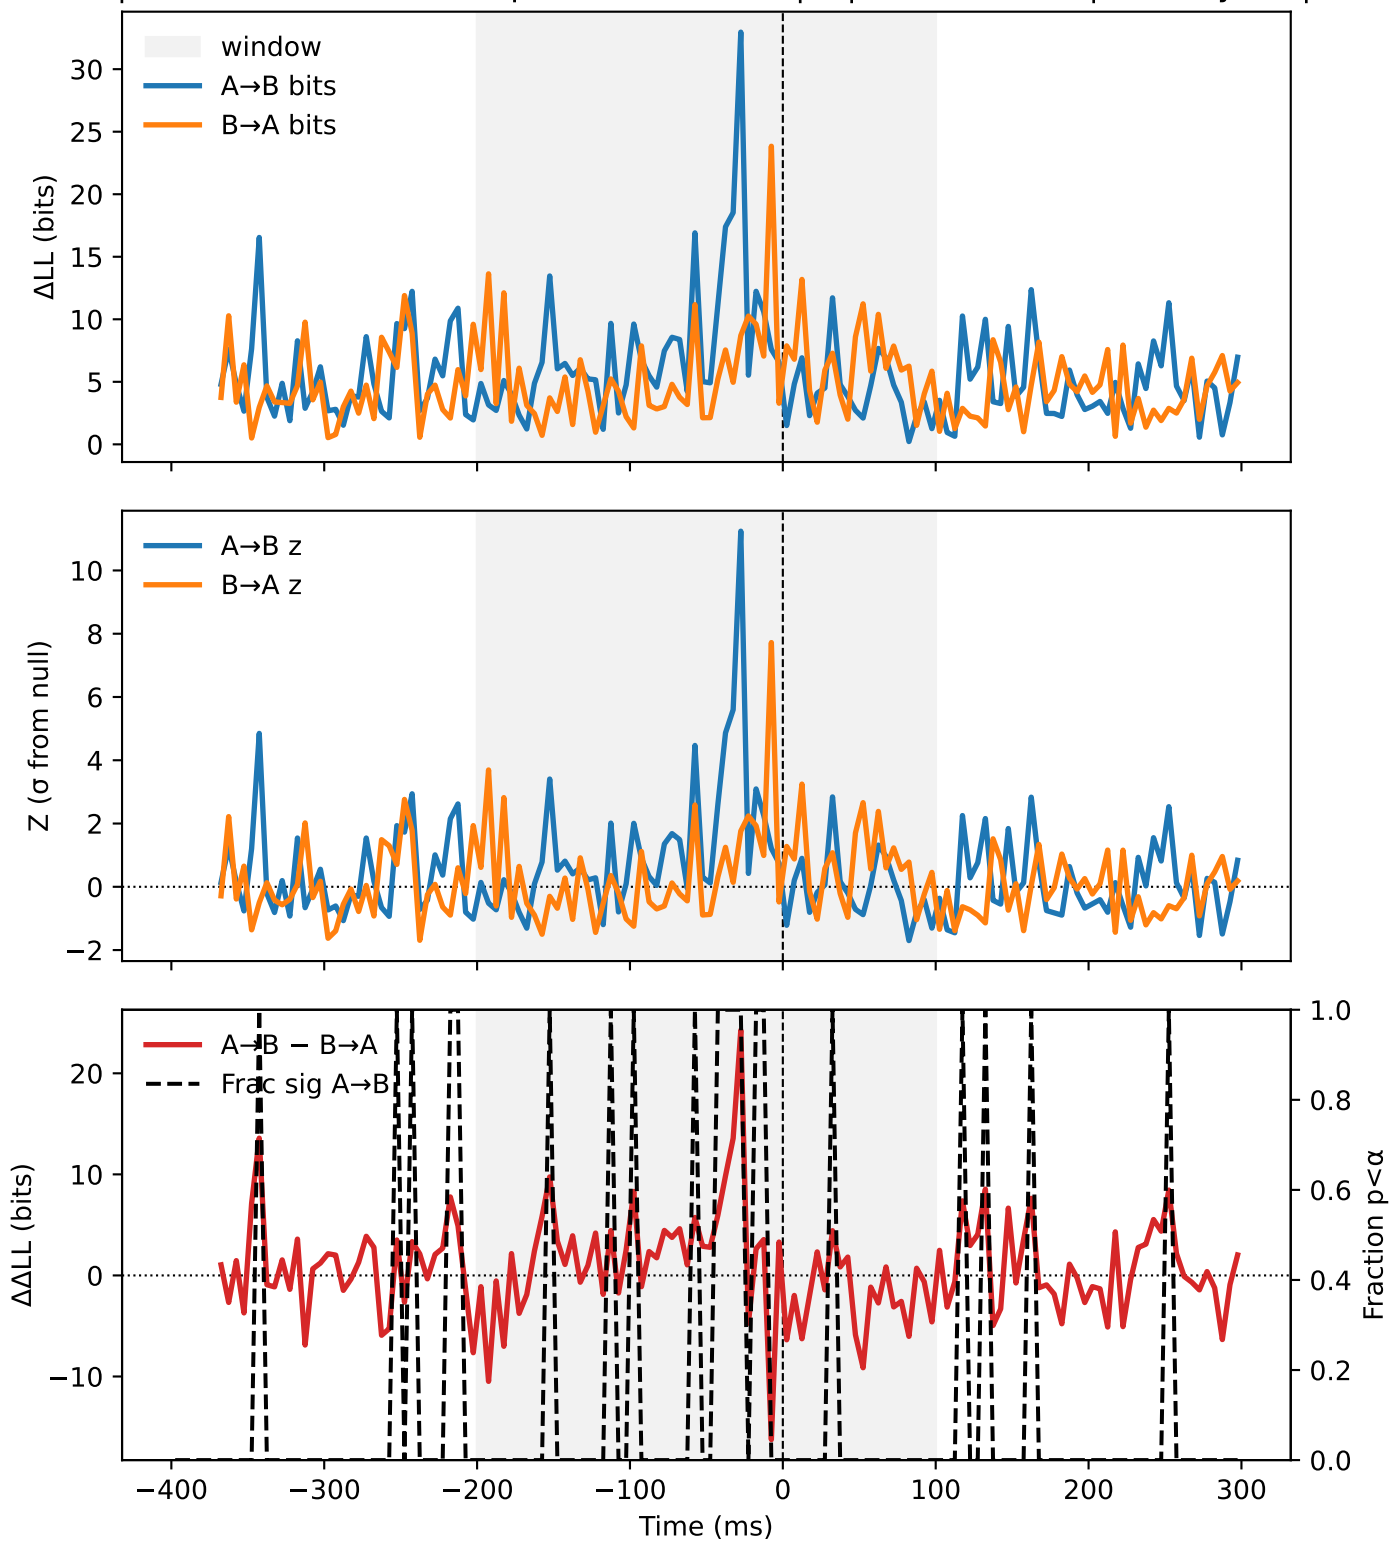 window
A→B bits
B→A bits
ΔLL (bits)
30
25
20
15
10
5
0
A→B z
B→A z
Z (σ from null)
10
8
6
4
2
0
−2
A→B − B→A
Frac sig A→B
ΔΔLL (bits)
20
10
0
−10
1.0
0.8
0.6
0.4
0.2
0.0
Fraction p<α
−400 −300 −200 −100 0 100 200 300
Time (ms)